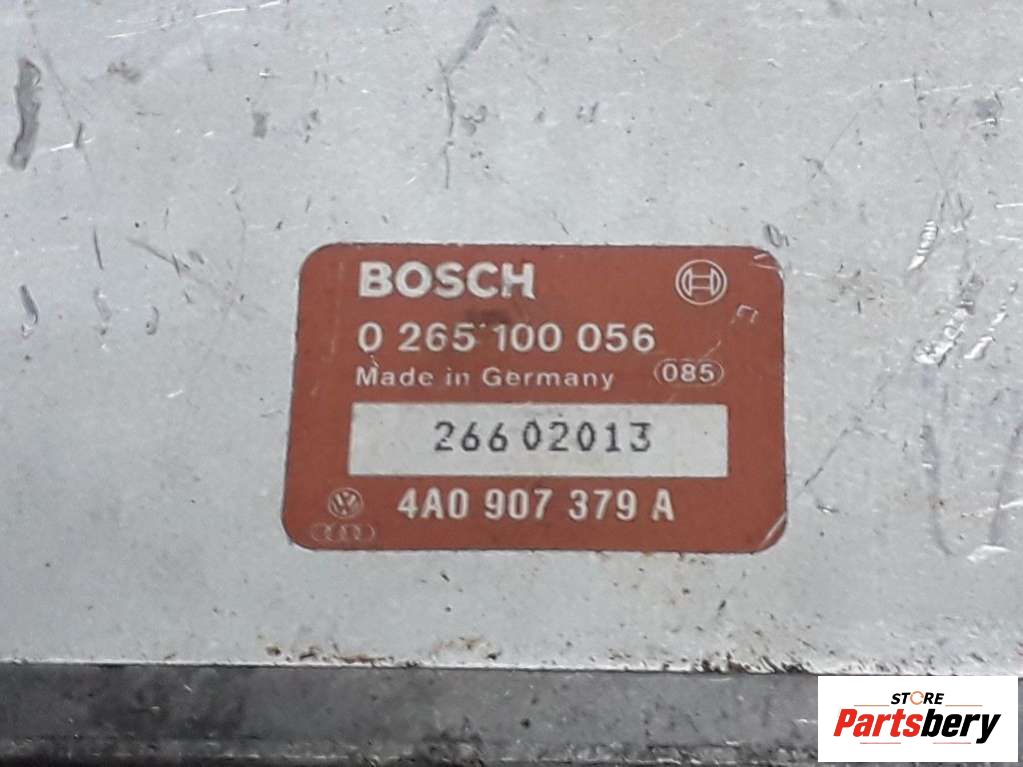 BOSCH
0 265 100 056
Made in Germany 085
26602013
4A0 907 379 A
STORE
Partsbery